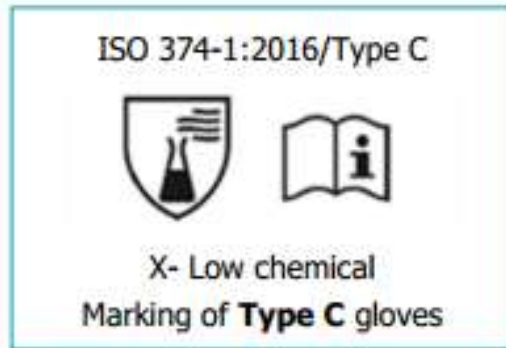 ISO 374-1:2016/Type C
i
X- Low chemical
Marking of Type C gloves